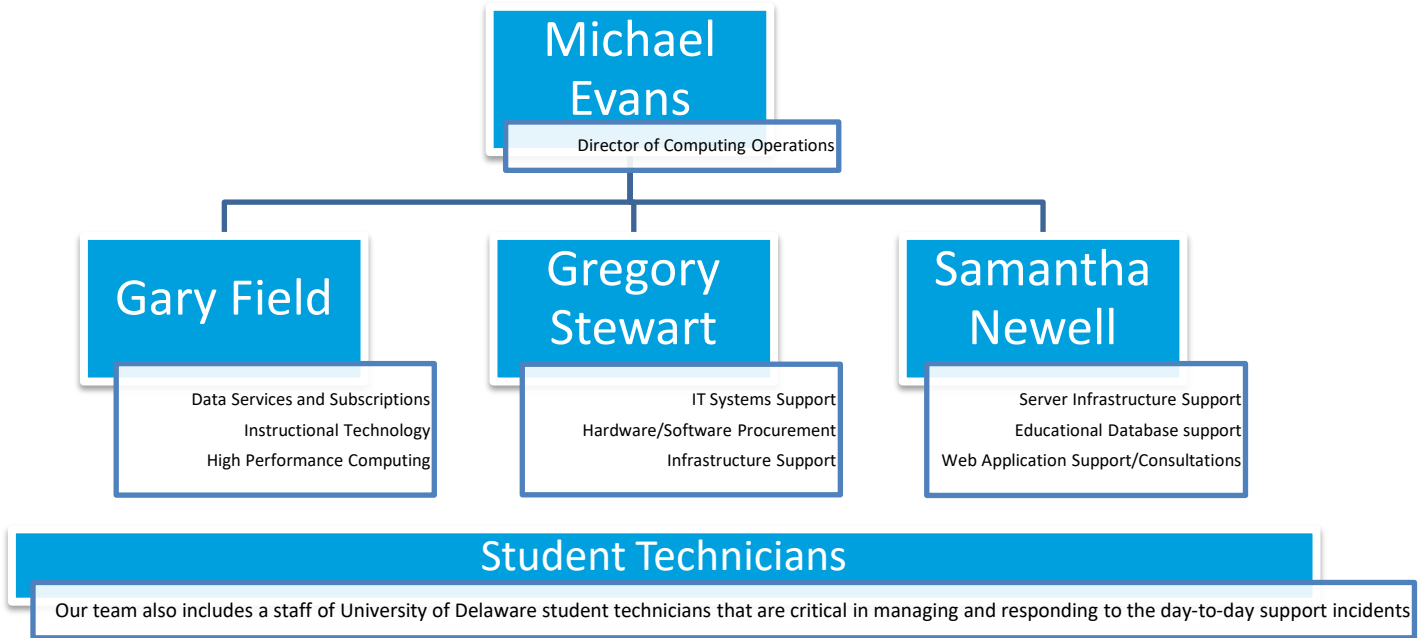 Michael
Evans
Director of Computing Operations
Gary Field
Data Services and Subscriptions
Instructional Technology
High Performance Computing
Gregory
Stewart
IT Systems Support
Hardware/Software Procurement
Infrastructure Support
Samantha
Newell
Server Infrastructure Support
Educational Database support
Web Application Support/Consultations
Student Technicians
Our team also includes a staff of University of Delaware student technicians that are critical in managing and responding to the day-to-day support incidents